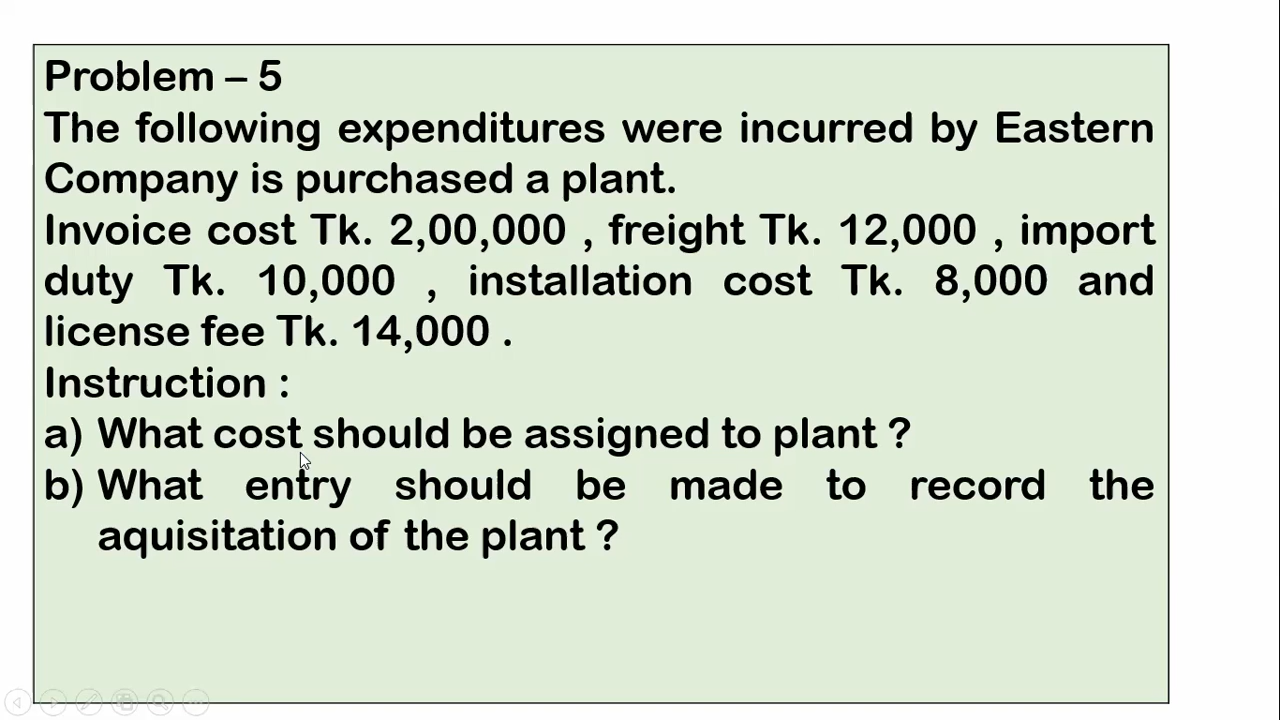 Problem – 5
The following expenditures were incurred by Eastern
Company is purchased a plant.
Invoice cost Tk. 2,00,000 , freight Tk. 12,000 , import
duty Tk. 10,000 , installation cost Tk. 8,000 and
license fee Tk. 14,000 .
Instruction :
a) What cost should be assigned to plant ?
b) What entry should be made to record the
aquisitation of the plant ?